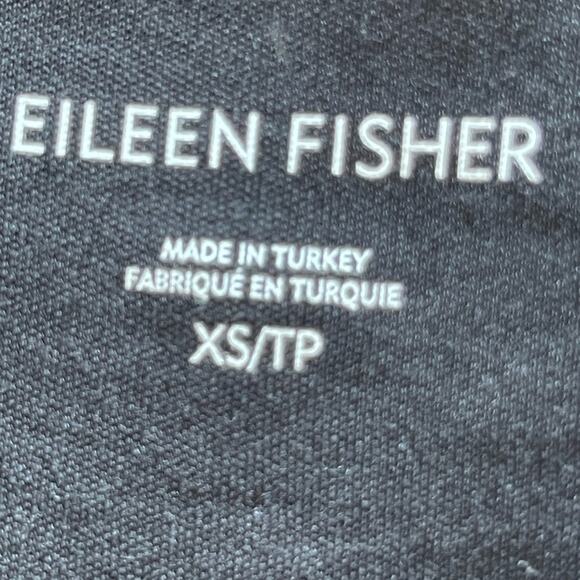 EILEEN FISHER
MADE IN TURKEY
FABRIQUÉ EN TURQUIE
XS/TP